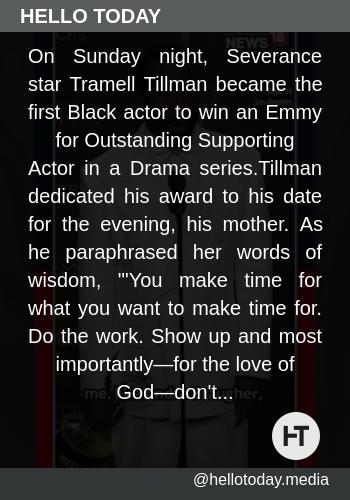 HELLO TODAY
On Sunday night, Severance
star Tramell Tillman became the
first Black actor to win an Emmy
for Outstanding Supporting
Actor in a Drama series.Tillman
dedicated his award to his date
for the evening, his mother. As
he paraphrased her words of
wisdom, "'You make time for
what you want to make time for.
Do the work. Show up and most
importantly—for the love of
God—don't...
HT
@hellotoday.media
NEWS 18